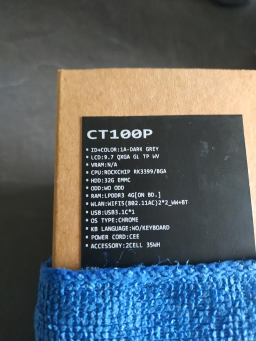 CT100P
• ID+COLOR:1A-DARK GREY
• LCD:9.7 QXGA GL TP WV
• VRAM:N/A
• CPU:ROCKCHIP RK3399/BGA
• HDD:32G EMMC
• ODD:WO ODD
• RAM:LPDDR3 4G[ON BD.]
• WLAN:WIFI5(802.11AC)2*2_WW+BT
• USB:USB3.1C*1
• OS TYPE:CHROME
• KB LANGUAGE:WO/KEYBOARD
• POWER CORD:CEE
• ACCESSORY:2CELL 35WH